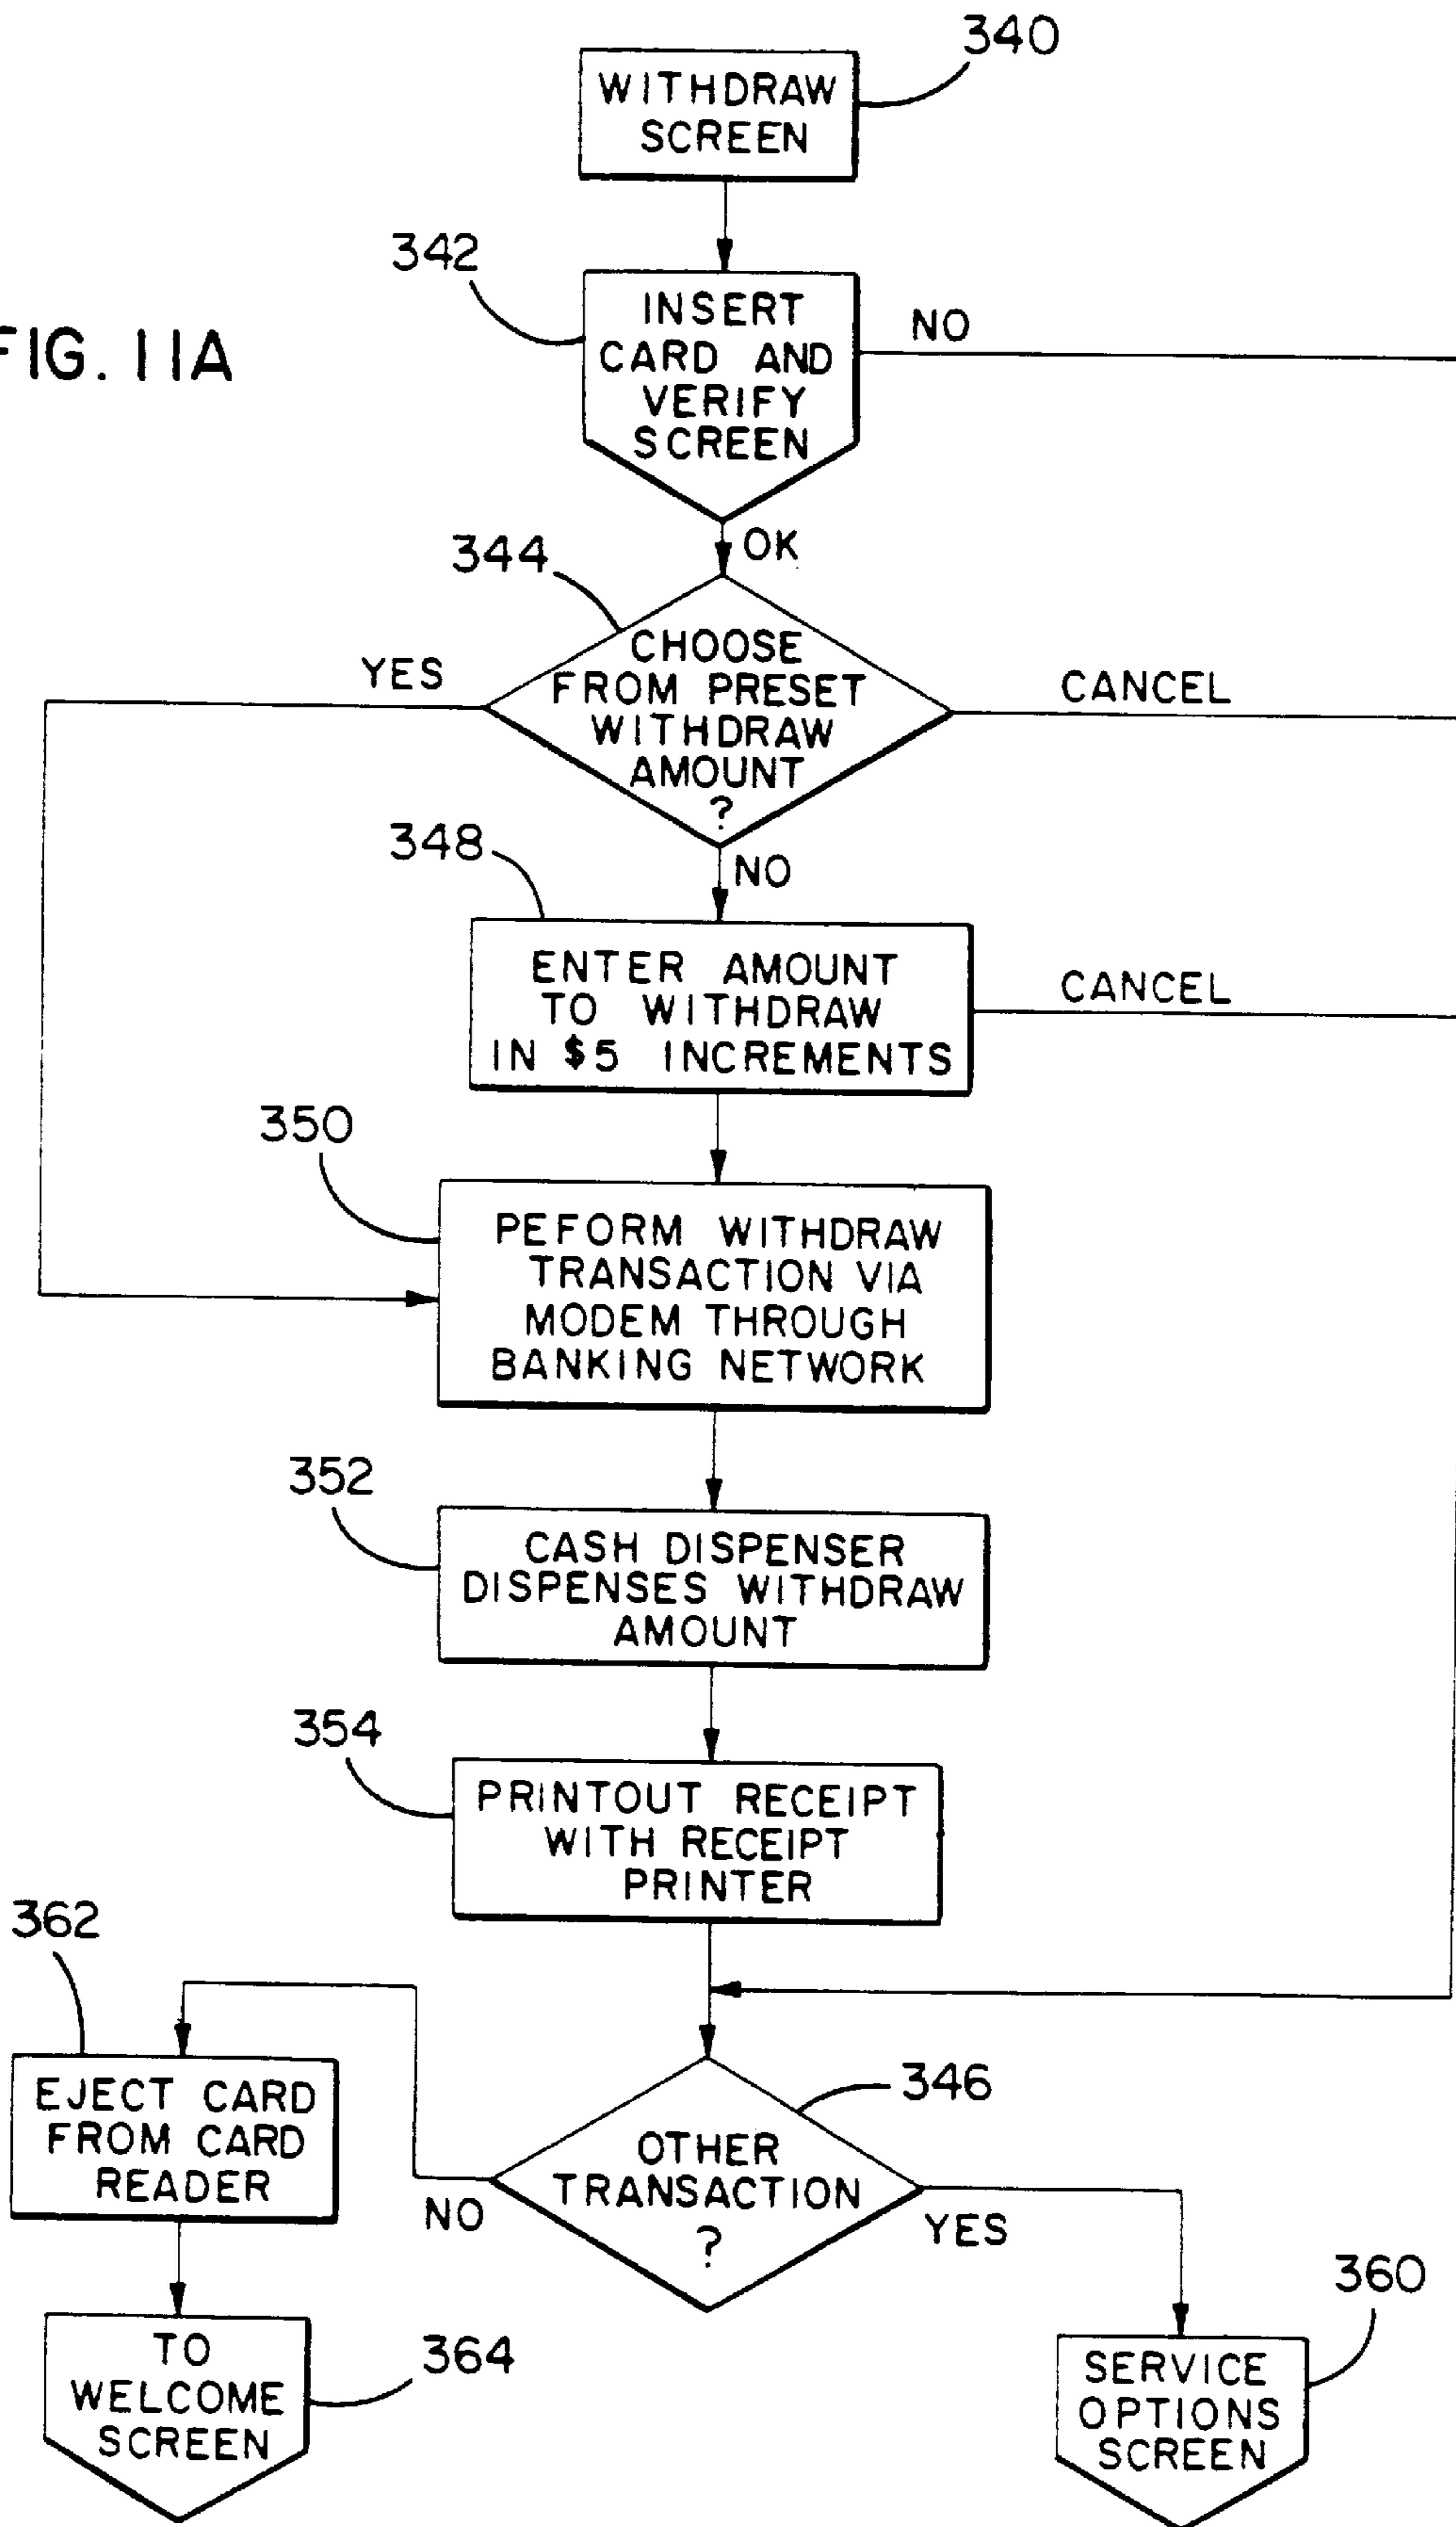 340
WITHDRAW
SCREEN
342
INSERT
CARD AND
VERIFY
SCREEN
NO
FIG. 11A
OK
344
CHOOSE
FROM PRESET
WITHDRAW
AMOUNT
?
YES
CANCEL
348
NO
ENTER AMOUNT
TO WITHDRAW
IN $5 INCREMENTS
CANCEL
350
PEFORM WITHDRAW
TRANSACTION VIA
MODEM THROUGH
BANKING NETWORK
352
CASH DISPENSER
DISPENSES WITHDRAW
AMOUNT
354
PRINTOUT RECEIPT
WITH RECEIPT
PRINTER
362
EJECT CARD
FROM CARD
READER
346
OTHER
TRANSACTION
?
NO
YES
360
TO
WELCOME
SCREEN
364
SERVICE
OPTIONS
SCREEN